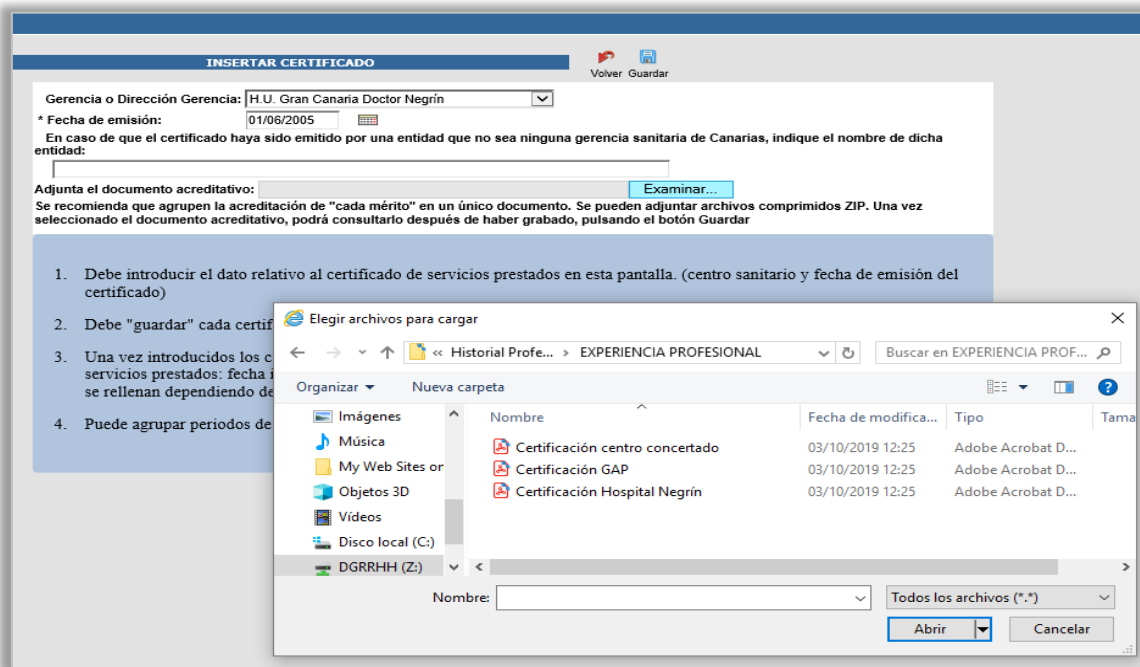 INSERTAR CERTIFICADO
Volver Guardar
Gerencia o Dirección Gerencia: H.U. Gran Canaria Doctor Negrín
* Fecha de emisión: 01/06/2005
En caso de que el certificado haya sido emitido por una entidad que no sea ninguna gerencia sanitaria de Canarias, indique el nombre de dicha
entidad:
Adjunta el documento acreditativo: Examinar...
Se recomienda que agrupen la acreditación de "cada mérito" en un único documento. Se pueden adjuntar archivos comprimidos ZIP. Una vez
seleccionado el documento acreditativo, podrá consultarlo después de haber grabado, pulsando el botón Guardar
1. Debe introducir el dato relativo al certificado de servicios prestados en esta pantalla. (centro sanitario y fecha de emisión del
certificado)
2. Debe "guardar" cada certif
3. Una vez introducidos los c
servicios prestados: fecha i
se rellenan dependiendo de
4. Puede agrupar periodos de
Elegir archivos para cargar
« Historial Profe... > EXPERIENCIA PROFESIONAL
Buscar en EXPERIENCIA PROF...
Organizar Nueva carpeta
Imágenes
Música
My Web Sites on
Objetos 3D
Vídeos
Disco local (C:)
DGRRHH (Z:)
Nombre Fecha de modifica... Tipo Tama
Certificación centro concertado 03/10/2019 12:25 Adobe Acrobat D...
Certificación GAP 03/10/2019 12:25 Adobe Acrobat D...
Certificación Hospital Negrín 03/10/2019 12:25 Adobe Acrobat D...
Nombre: Todos los archivos (*.*)
Abrir Cancelar